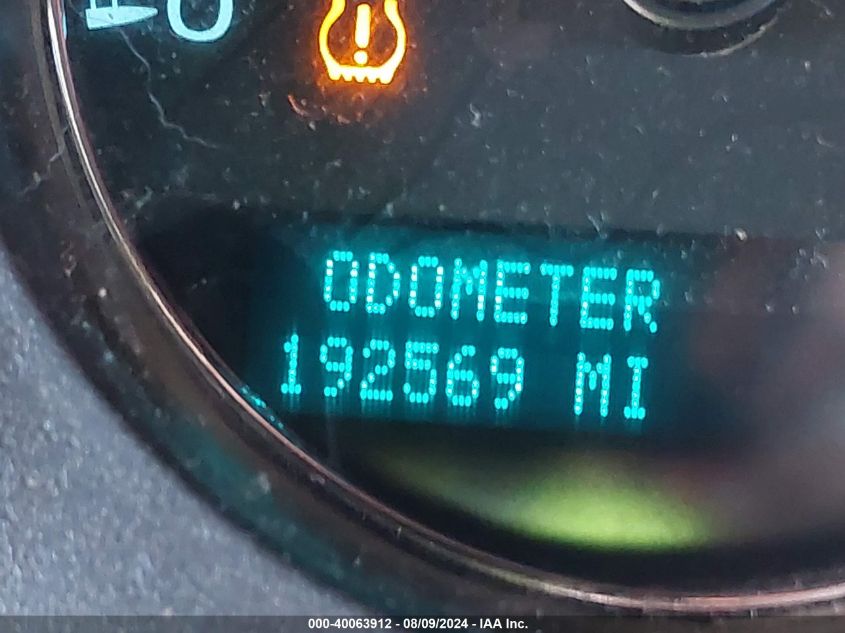 ODOMETER
192569 MI
000-40063912 - 08/09/2024 - IAA Inc.